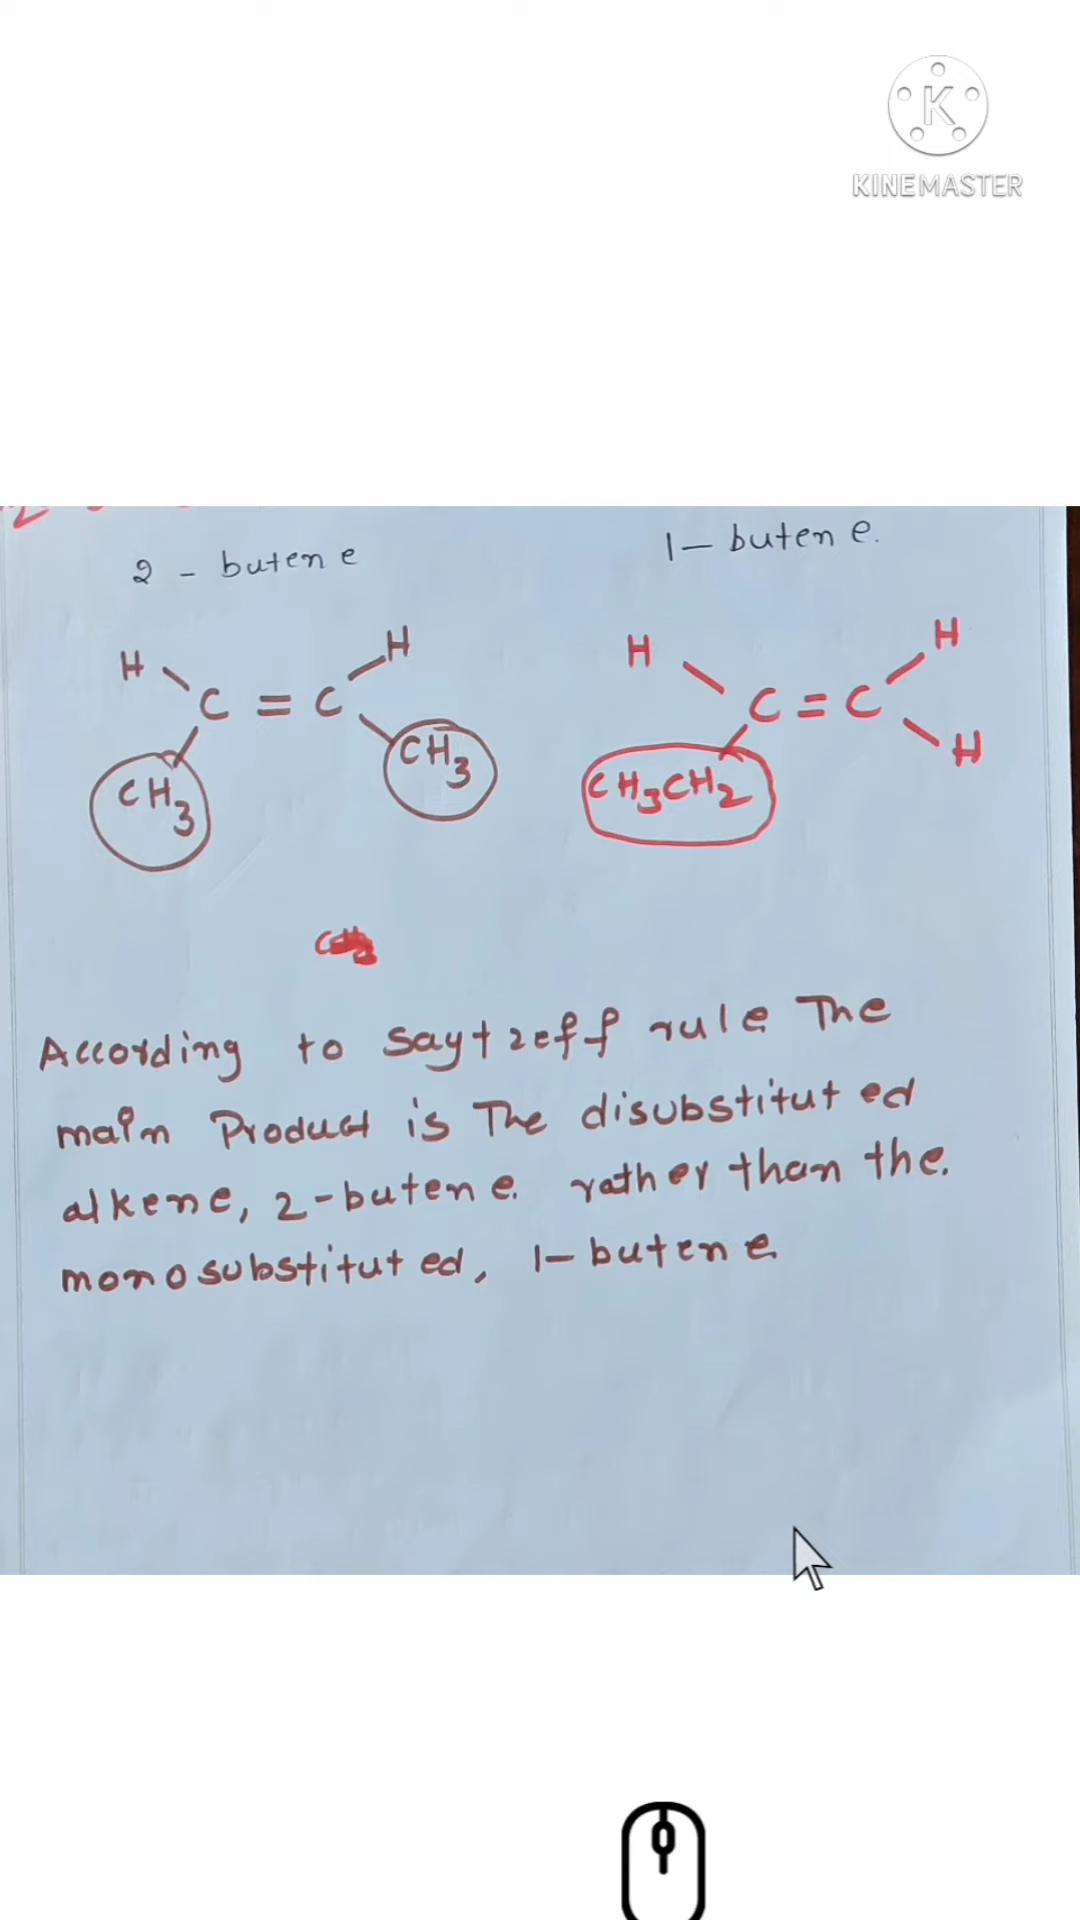 KINEMASTER
2 - butene
1 - butene.
H H
C = C
CH3 CH3
H H
C = C
CH3CH2 H
According to Saytzeff rule The
main Product is The disubstituted
alkene, 2-butene. rather than the.
monosubstituted, 1-butene